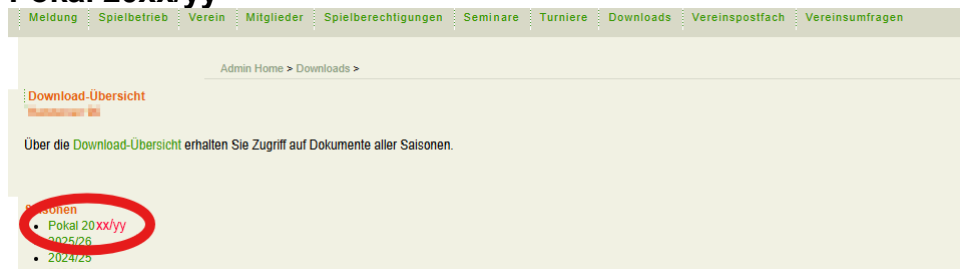 Pokal 20xx/yy
Meldung Spielbetrieb Verein Mitglieder Spielberechtigungen Seminare Turniere Downloads Vereinspostfach Vereinsumfragen
Admin Home > Downloads >
Download-Übersicht
Über die Download-Übersicht erhalten Sie Zugriff auf Dokumente aller Saisonen.
Saisonen
• Pokal 20xx/yy
• 2025/26
• 2024/25